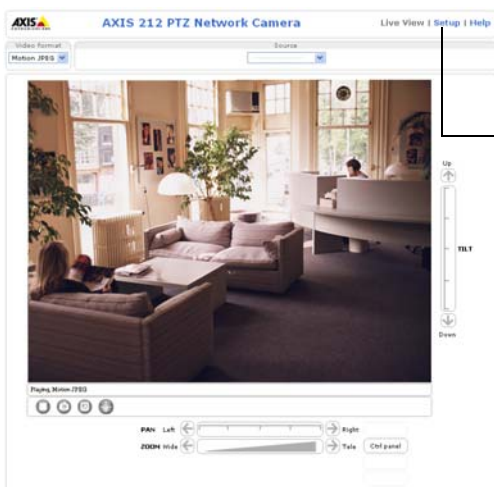 AXIS
AXIS 212 PTZ Network Camera
Live View | Setup | Help
Video format
Source
Motion JPEG
Up
TILT
Down
Playing, Motion JPEG
PAN Left Right
ZOOM Wide Tele Ctrl panel